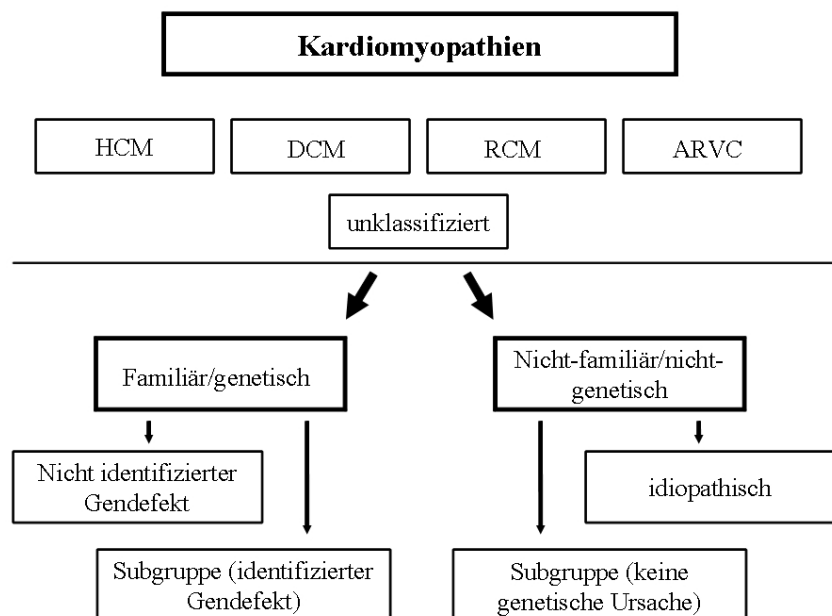 Kardiomyopathien
HCM
DCM
RCM
ARVC
unklassifiziert
Familiär/genetisch
Nicht-familiär/nicht-
genetisch
Nicht identifizierter
Gendefekt
idiopathisch
Subgruppe (identifizierter
Gendefekt)
Subgruppe (keine
genetische Ursache)